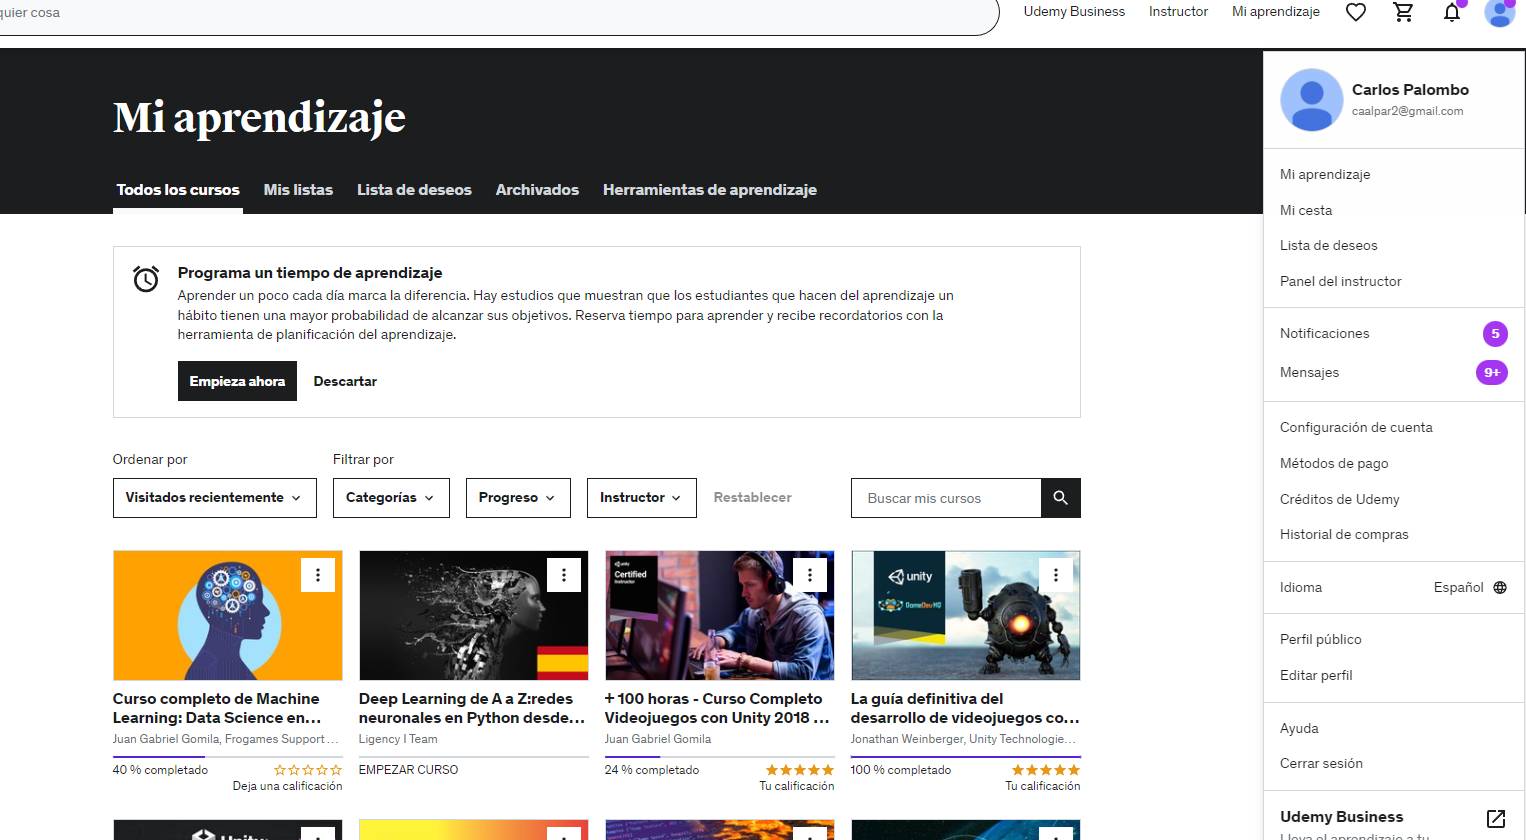 quier cosa
Udemy Business
Instructor
Mi aprendizaje
Mi aprendizaje
Todos los cursos
Mis listas
Lista de deseos
Archivados
Herramientas de aprendizaje
Programa un tiempo de aprendizaje
Aprender un poco cada día marca la diferencia. Hay estudios que muestran que los estudiantes que hacen del aprendizaje un
hábito tienen una mayor probabilidad de alcanzar sus objetivos. Reserva tiempo para aprender y recibe recordatorios con la
herramienta de planificación del aprendizaje.
Empieza ahora
Descartar
Ordenar por
Filtrar por
Visitados recientemente
Categorías
Progreso
Instructor
Restablecer
Buscar mis cursos
unity
Certified
Instructor
unity
GameDevHQ
Curso completo de Machine
Learning: Data Science en...
Juan Gabriel Gomila, Frogames Support...
40 % completado
Deja una calificación
Deep Learning de A a Z:redes
neuronales en Python desde...
Ligency I Team
EMPEZAR CURSO
+ 100 horas - Curso Completo
Videojuegos con Unity 2018 ...
Juan Gabriel Gomila
24 % completado
Tu calificación
La guía definitiva del
desarrollo de videojuegos co...
Jonathan Weinberger, Unity Technologie...
100 % completado
Tu calificación
Carlos Palombo
caalpar2@gmail.com
Mi aprendizaje
Mi cesta
Lista de deseos
Panel del instructor
Notificaciones
5
Mensajes
9+
Configuración de cuenta
Métodos de pago
Créditos de Udemy
Historial de compras
Idioma
Español
Perfil público
Editar perfil
Ayuda
Cerrar sesión
Udemy Business
Lleva el aprendizaje a tu